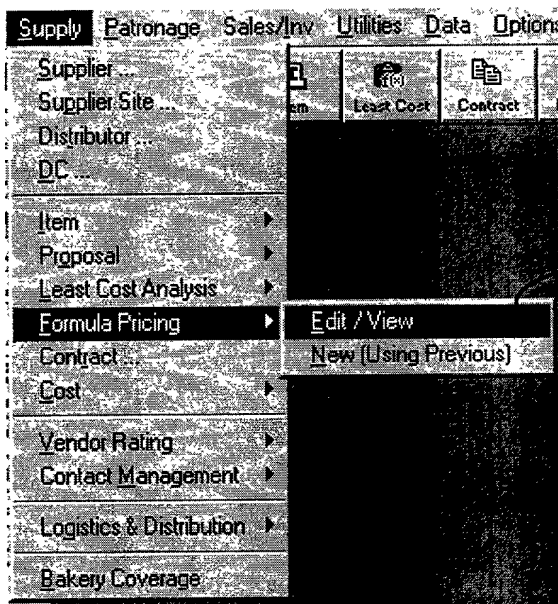 Supply Patronage Sales/Inv Utilities Data Option
Least Cost Contract
Supplier ...
Supplier Site ...
Distributor ...
DC ...
Item
Proposal
Least Cost Analysis
Formula Pricing
Edit / View
New (Using Previous)
Contract ...
Cost
Vendor Rating
Contact Management
Logistics & Distribution
Bakery Coverage